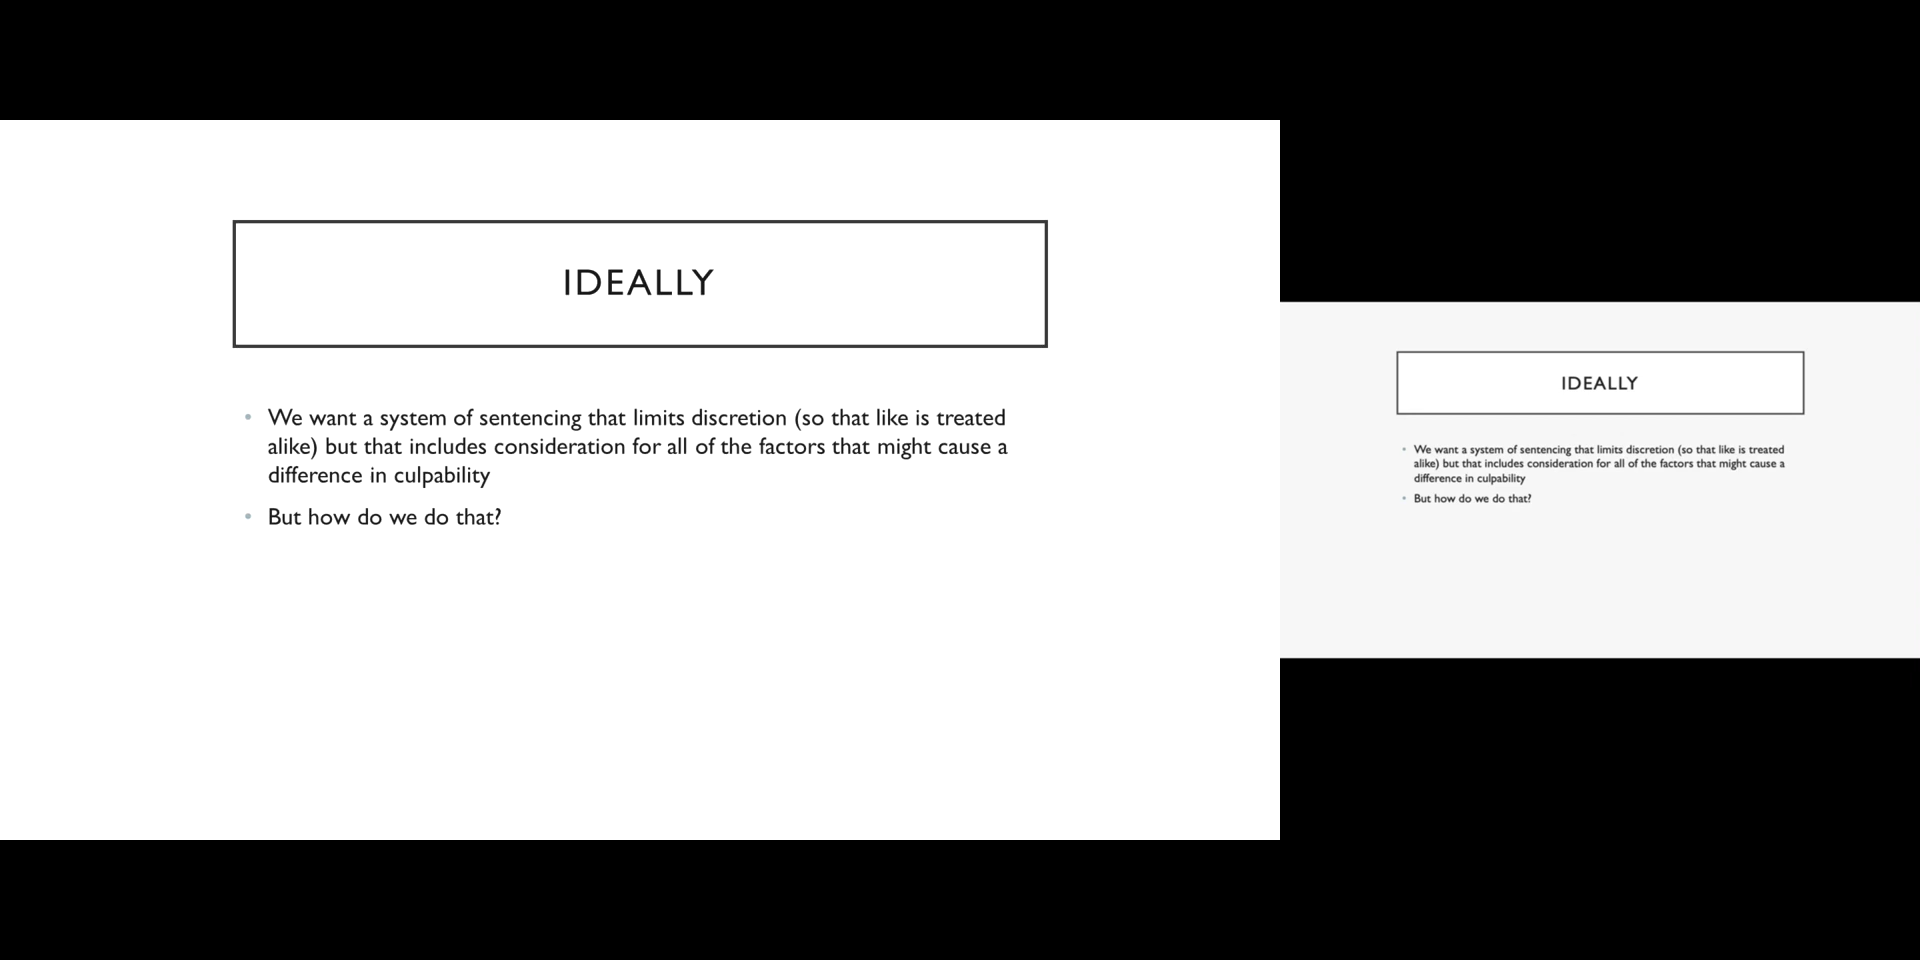 IDEALLY
• We want a system of sentencing that limits discretion (so that like is treated
alike) but that includes consideration for all of the factors that might cause a
difference in culpability
• But how do we do that?
IDEALLY
• We want a system of sentencing that limits discretion (so that like is treated
alike) but that includes consideration for all of the factors that might cause a
difference in culpability
• But how do we do that?